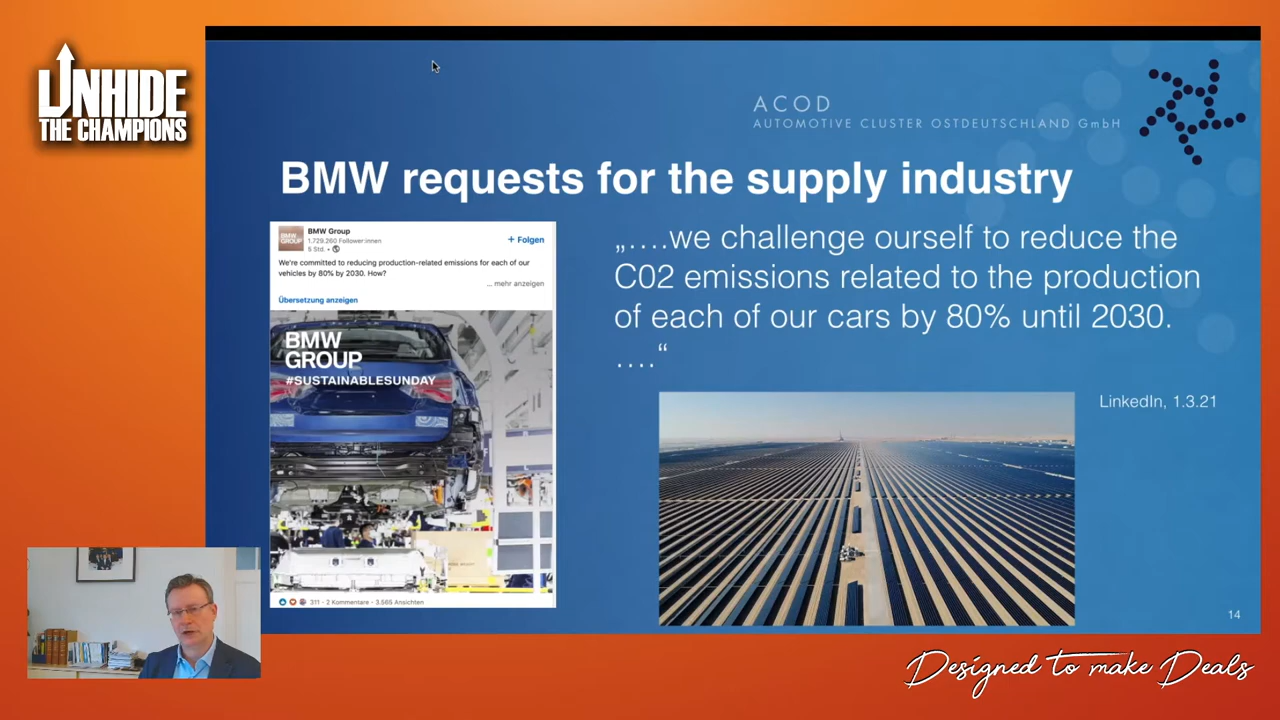 UNHIDE
THE CHAMPIONS
ACOD
AUTOMOTIVE CLUSTER OSTDEUTSCHLAND GmbH
BMW requests for the supply industry
BMW
GROUP
BMW Group
1.729.260 Follower:innen
5 Std. •
+ Folgen
We're committed to reducing production-related emissions for each of our
vehicles by 80% by 2030. How?
... mehr anzeigen
Übersetzung anzeigen
BMW
GROUP
#SUSTAINABLESUNDAY
311 • 2 Kommentare • 3.565 Ansichten
„….we challenge ourself to reduce the
C02 emissions related to the production
of each of our cars by 80% until 2030.
….“
LinkedIn, 1.3.21
14
Designed to make Deals